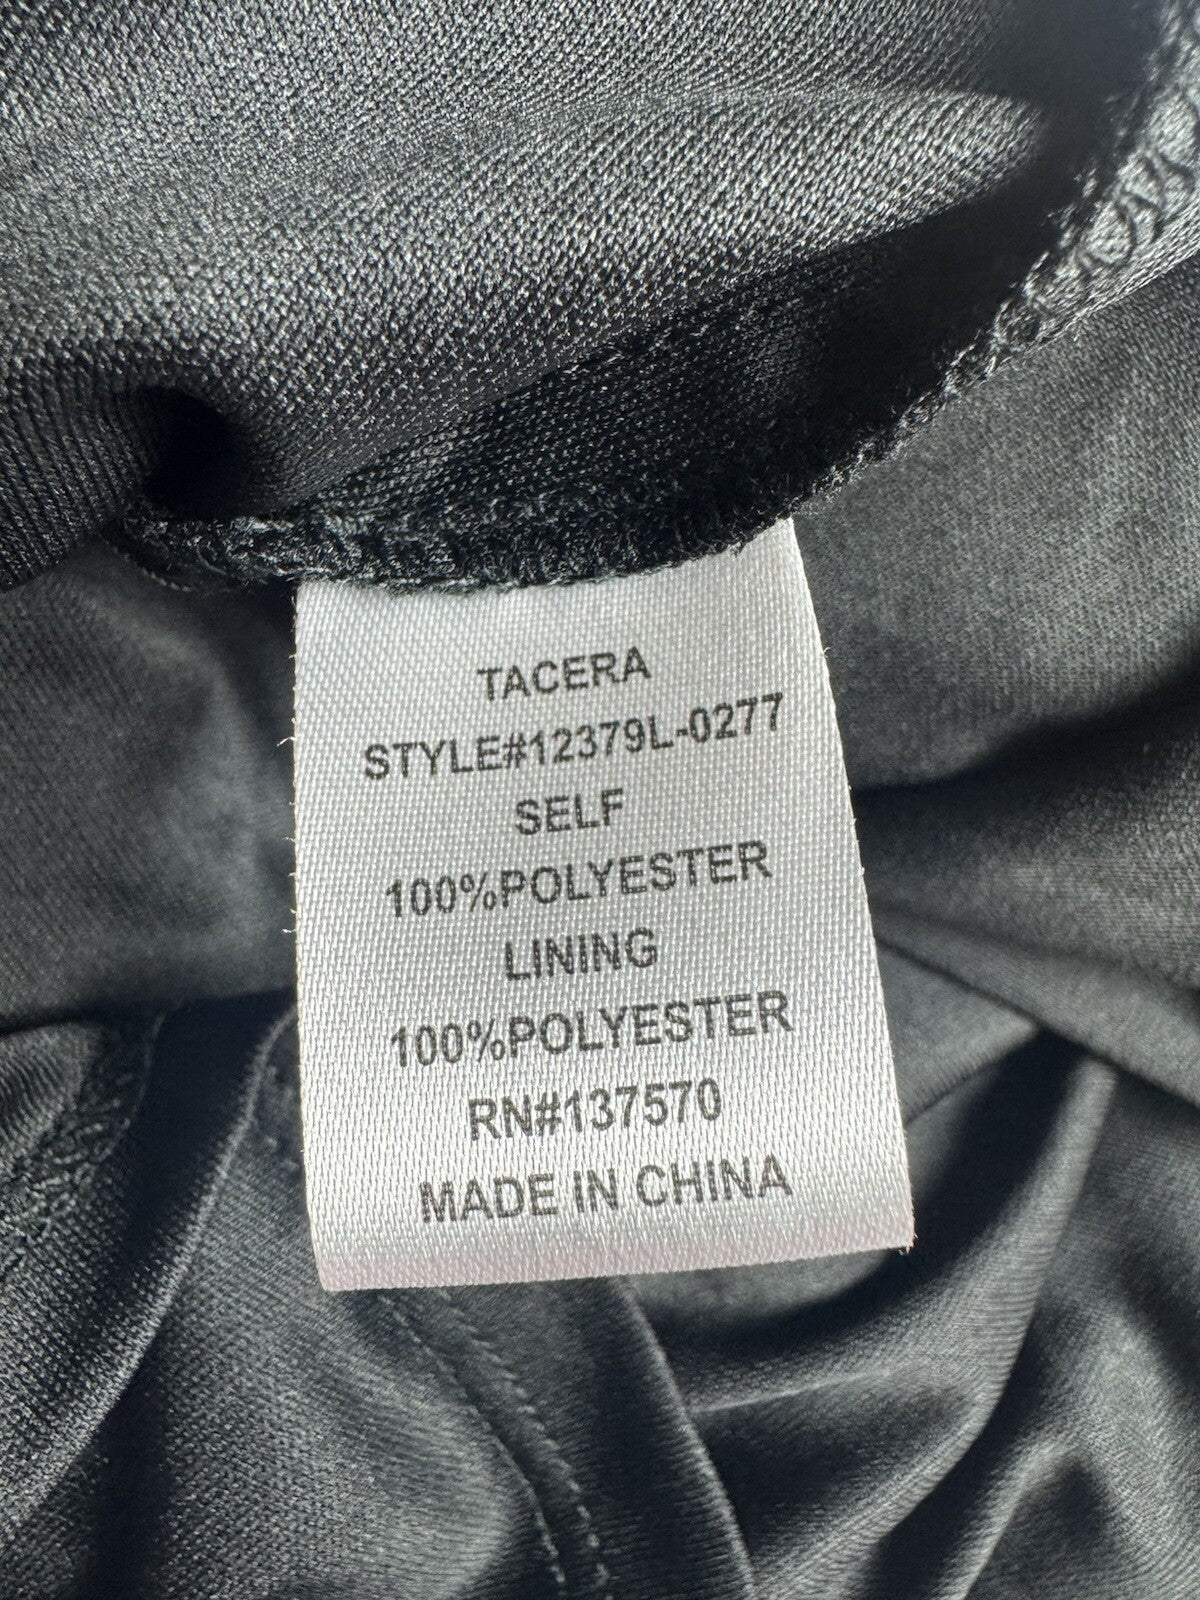 TACERA
STYLE#12379L-0277
SELF
100%POLYESTER
LINING
100%POLYESTER
RN#137570
MADE IN CHINA